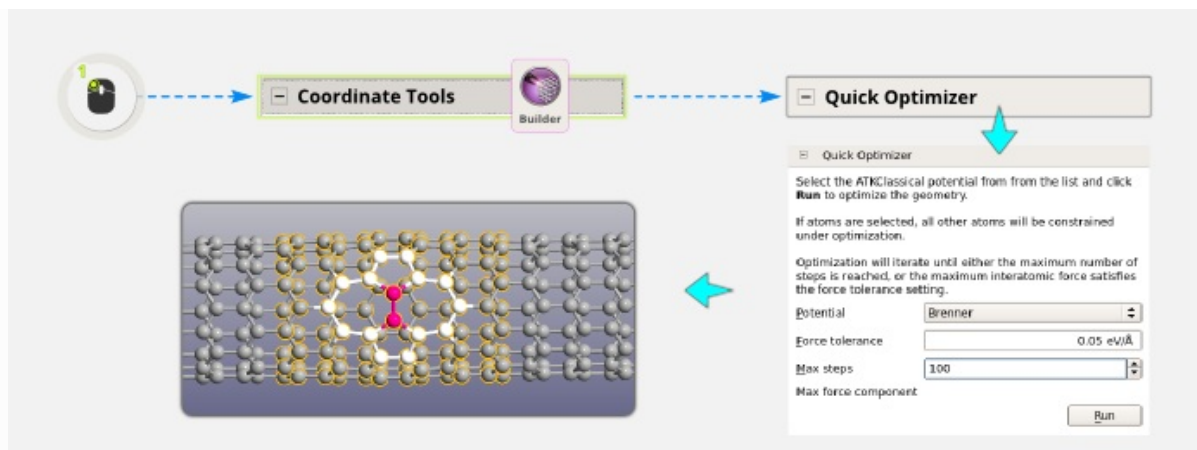 1
Coordinate Tools
Builder
Quick Optimizer
Quick Optimizer
Select the ATKClassical potential from from the list and click
Run to optimize the geometry.
If atoms are selected, all other atoms will be constrained
under optimization.
Optimization will iterate until either the maximum number of
steps is reached, or the maximum interatomic force satisfies
the force tolerance setting.
Potential Brenner
Force tolerance 0.05 eV/Å
Max steps 100
Max force component
Run